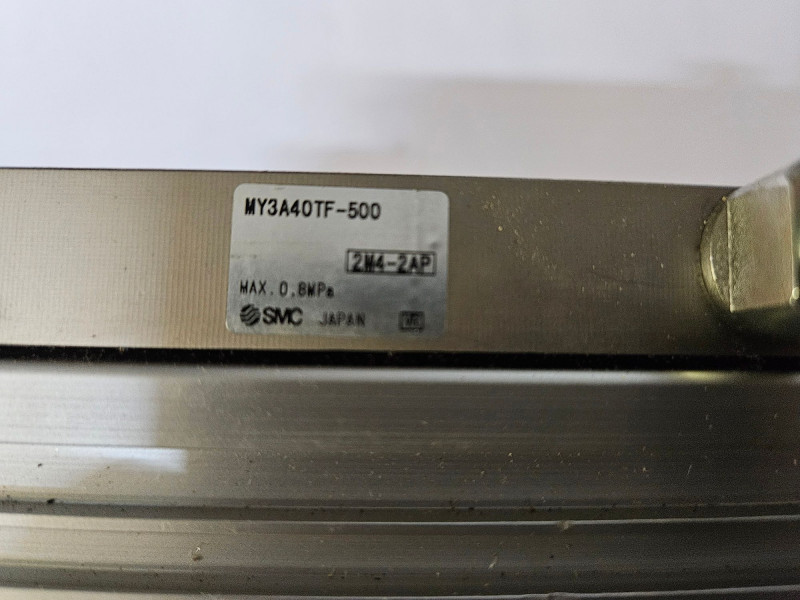 MY3A40TF-500
2M4-2AP
MAX. 0.8MPa
SMC JAPAN